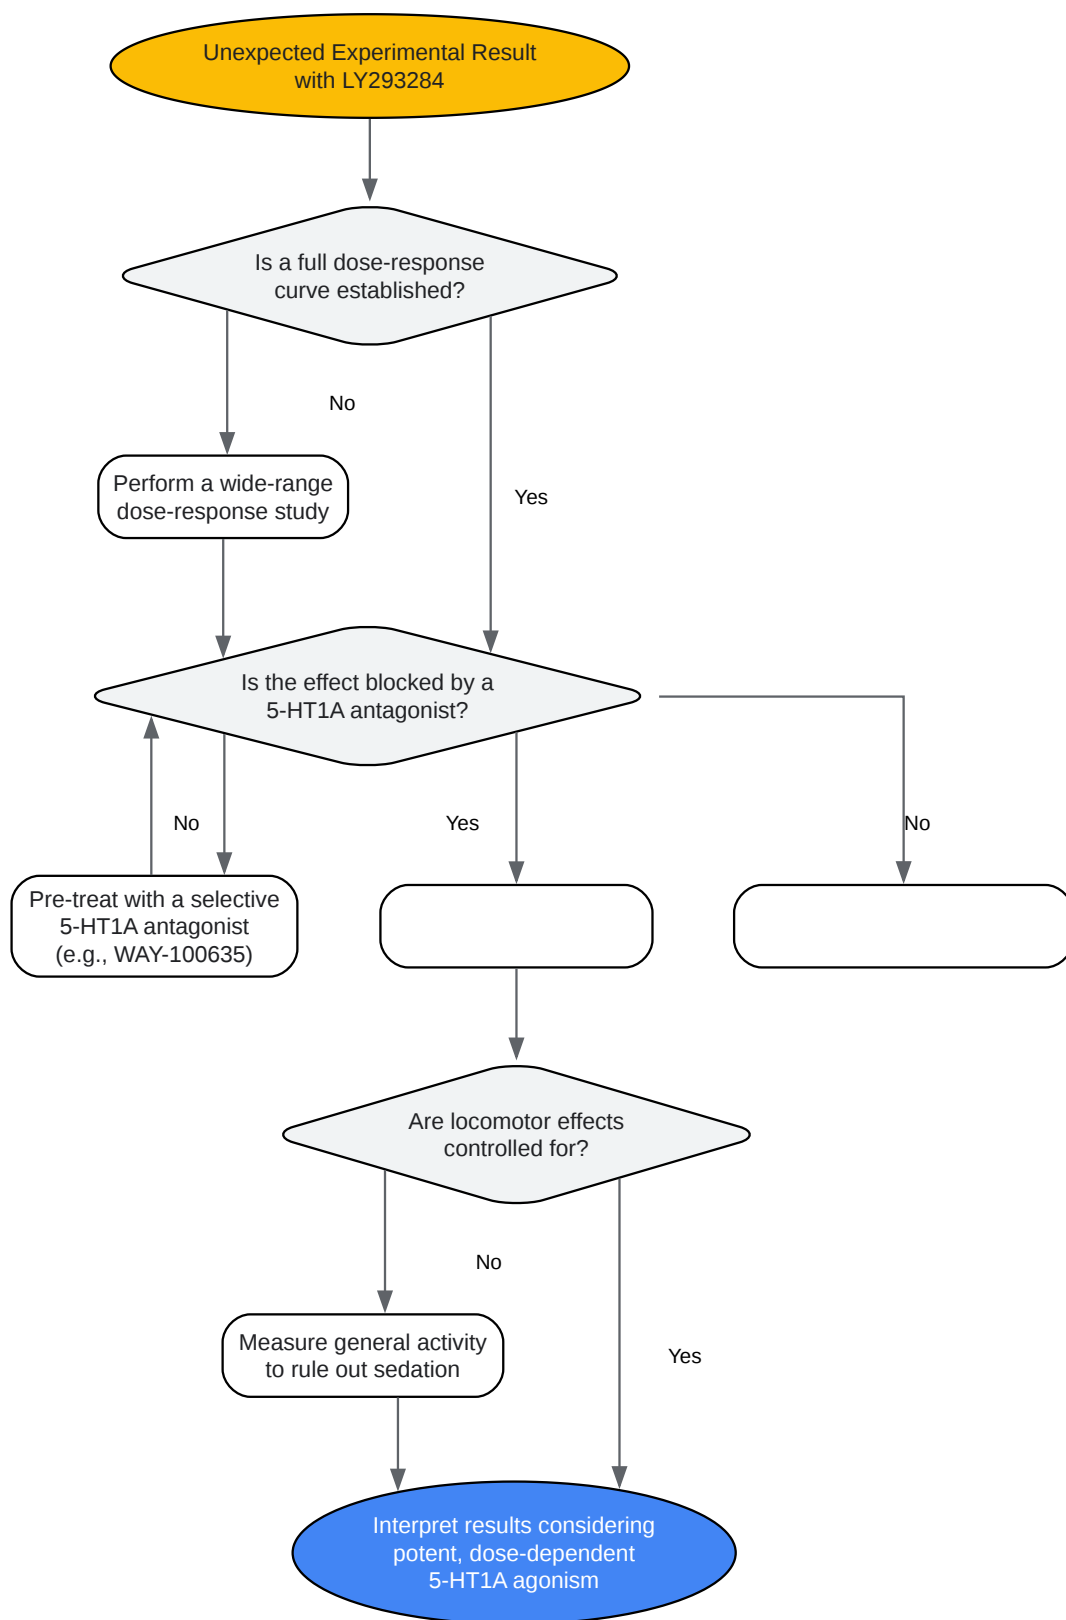 Unexpected Experimental Result
with LY293284
Is a full dose-response
curve established?
No
Perform a wide-range
dose-response study
Yes
Is the effect blocked by a
5-HT1A antagonist?
No
Yes
No
Pre-treat with a selective
5-HT1A antagonist
(e.g., WAY-100635)
Are locomotor effects
controlled for?
No
Measure general activity
to rule out sedation
Yes
Interpret results considering
potent, dose-dependent
5-HT1A agonism